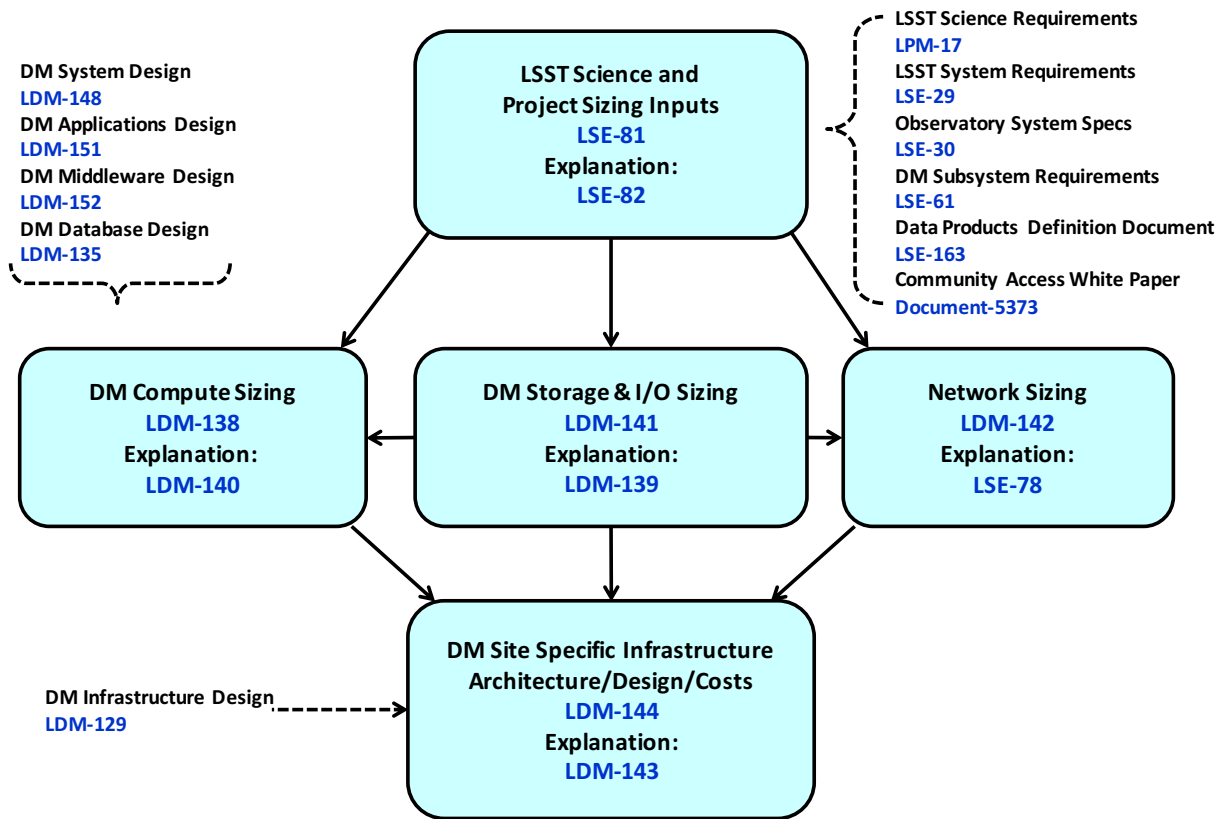 LSST Science and
Project Sizing Inputs
LSE-81
Explanation:
LSE-82
DM System Design
LDM-148
DM Applications Design
LDM-151
DM Middleware Design
LDM-152
DM Database Design
LDM-135
LSST Science Requirements
LPM-17
LSST System Requirements
LSE-29
Observatory System Specs
LSE-30
DM Subsystem Requirements
LSE-61
Data Products Definition Document
LSE-163
Community Access White Paper
Document-5373
DM Compute Sizing
LDM-138
Explanation:
LDM-140
DM Storage & I/O Sizing
LDM-141
Explanation:
LDM-139
Network Sizing
LDM-142
Explanation:
LSE-78
DM Site Specific Infrastructure
Architecture/Design/Costs
LDM-144
Explanation:
LDM-143
DM Infrastructure Design
LDM-129